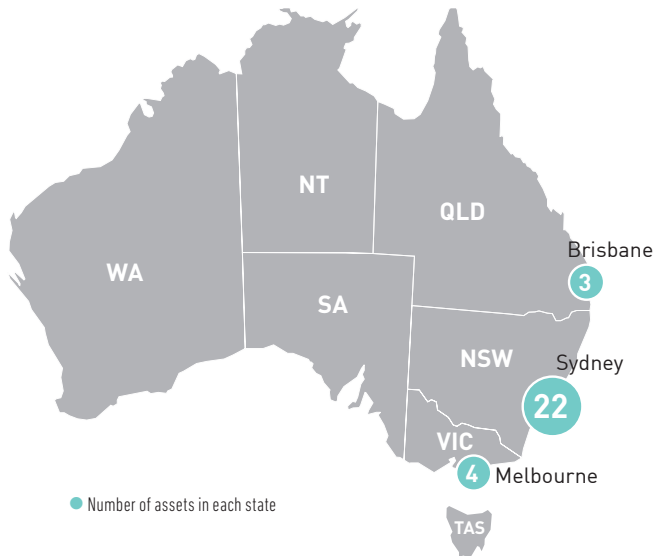 NT
QLD
Brisbane
WA
3
SA
NSW
Sydney
22
VIC
4 Melbourne
Number of assets in each state
TAS